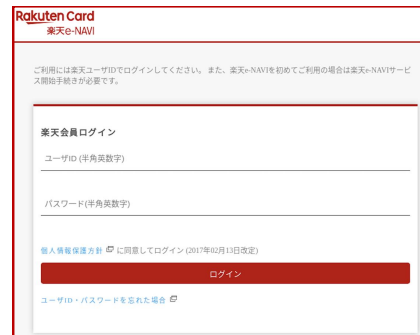 Rakuten Card
楽天e-NAVI
ご利用には楽天ユーザIDでログインしてください。 また、楽天e-NAVIを初めてご利用の場合は楽天e-NAVIサービ
ス開始手続きが必要です。
楽天会員ログイン
ユーザID (半角英数字)
パスワード(半角英数字)
個人情報保護方針 に同意してログイン (2017年02月13日改定)
ログイン
ユーザID・パスワードを忘れた場合